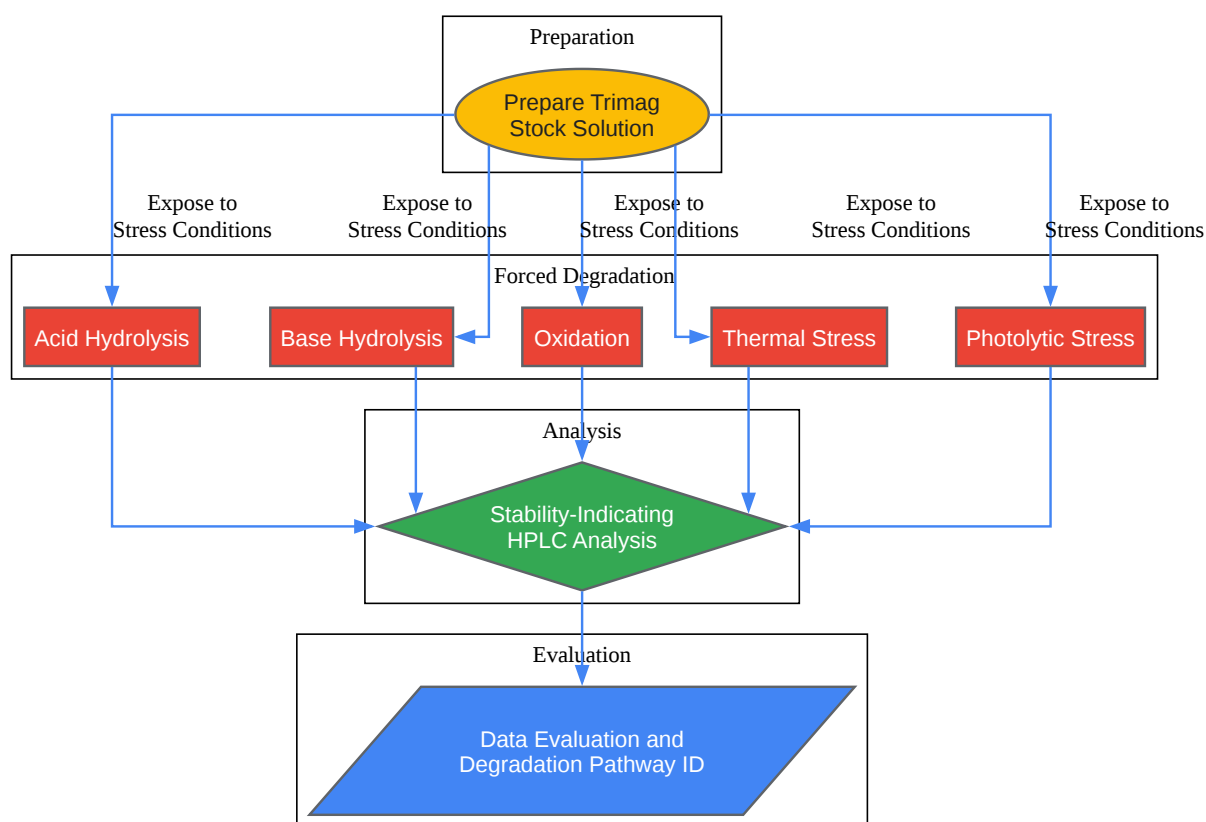 Preparation
Prepare Trimag
Stock Solution
Expose to
Stress Conditions
Expose to
Stress Conditions
Expose to
Stress Conditions
Expose to
Stress Conditions
Expose to
Stress Conditions
Forced Degradation
Acid Hydrolysis
Base Hydrolysis
Oxidation
Thermal Stress
Photolytic Stress
Analysis
Stability-Indicating
HPLC Analysis
Evaluation
Data Evaluation and
Degradation Pathway ID